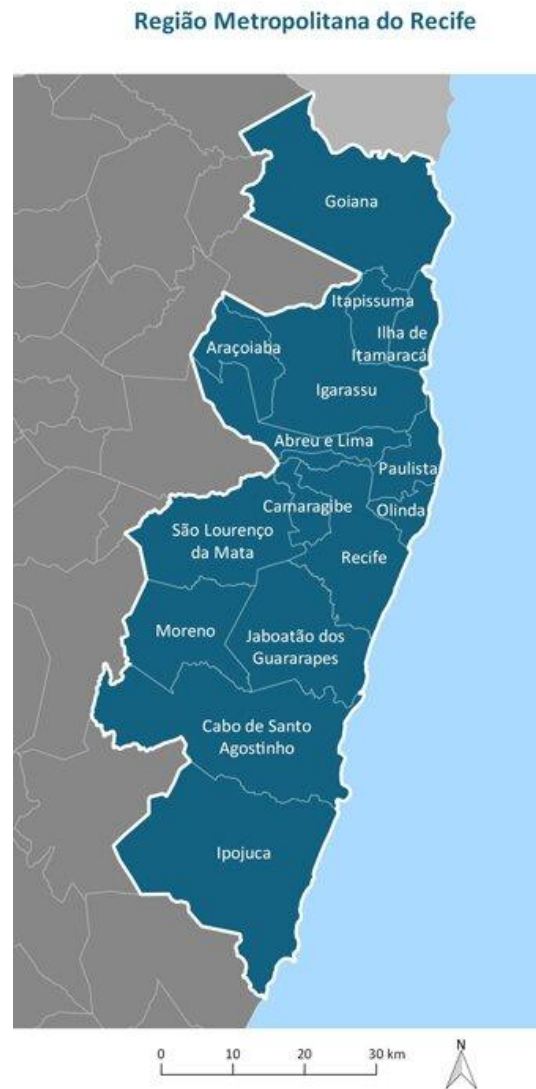 Região Metropolitana do Recife
Goiana
Itapissuma
Ilha de
Itamaracá
Araçoiaba
Igarassu
Abreu e Lima
Paulista
Camaragibe
Olinda
São Lourenço
da Mata
Recife
Moreno
Jaboatão dos
Guararapes
Cabo de Santo
Agostinho
Ipojuca
0 10 20 30 km
N